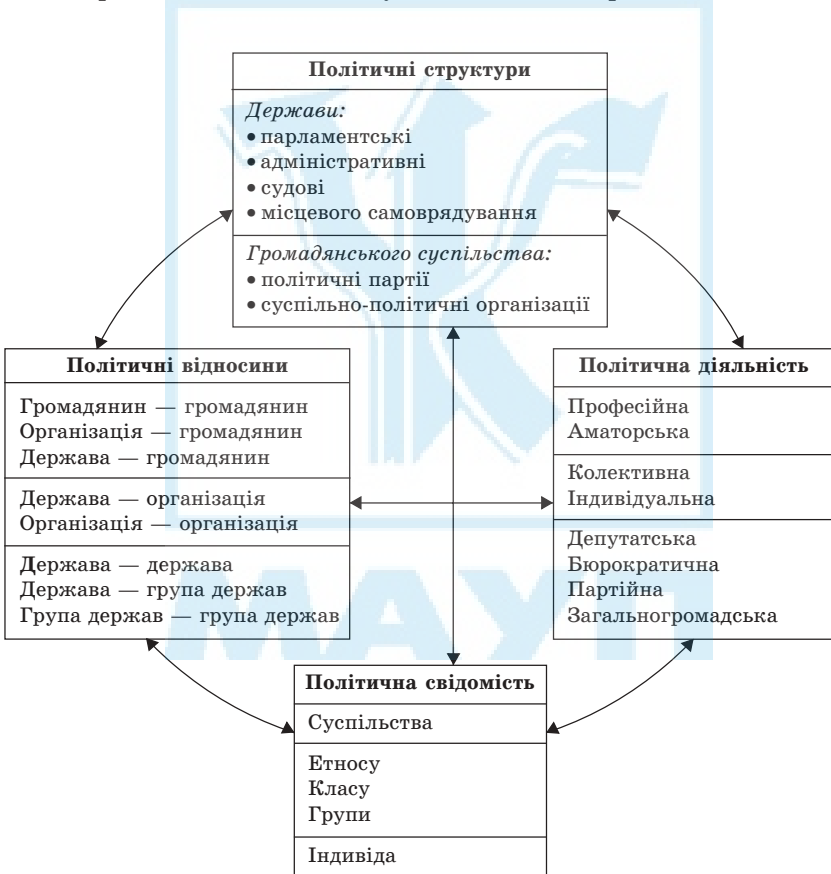 Політичні структури
Держави:
• парламентські
• адміністративні
• судові
• місцевого самоврядування
Громадянського суспільства:
• політичні партії
• суспільно-політичні організації
Політичні відносини
Громадянин — громадянин
Організація — громадянин
Держава — громадянин
Держава — організація
Організація — організація
Держава — держава
Держава — група держав
Група держав — група держав
Політична діяльність
Професійна
Аматорська
Колективна
Індивідуальна
Депутатська
Бюрократична
Партійна
Загальногромадська
МАУП
Політична свідомість
Суспільства
Етносу
Класу
Групи
Індивіда